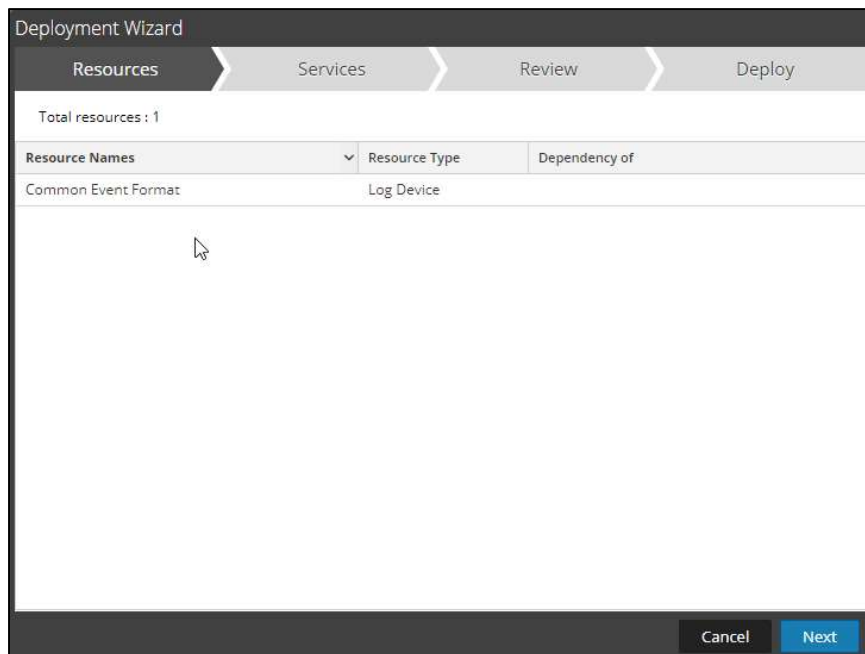 Deployment Wizard
Resources Services Review Deploy
Total resources : 1
Resource Names Resource Type Dependency of
Common Event Format Log Device
Cancel Next